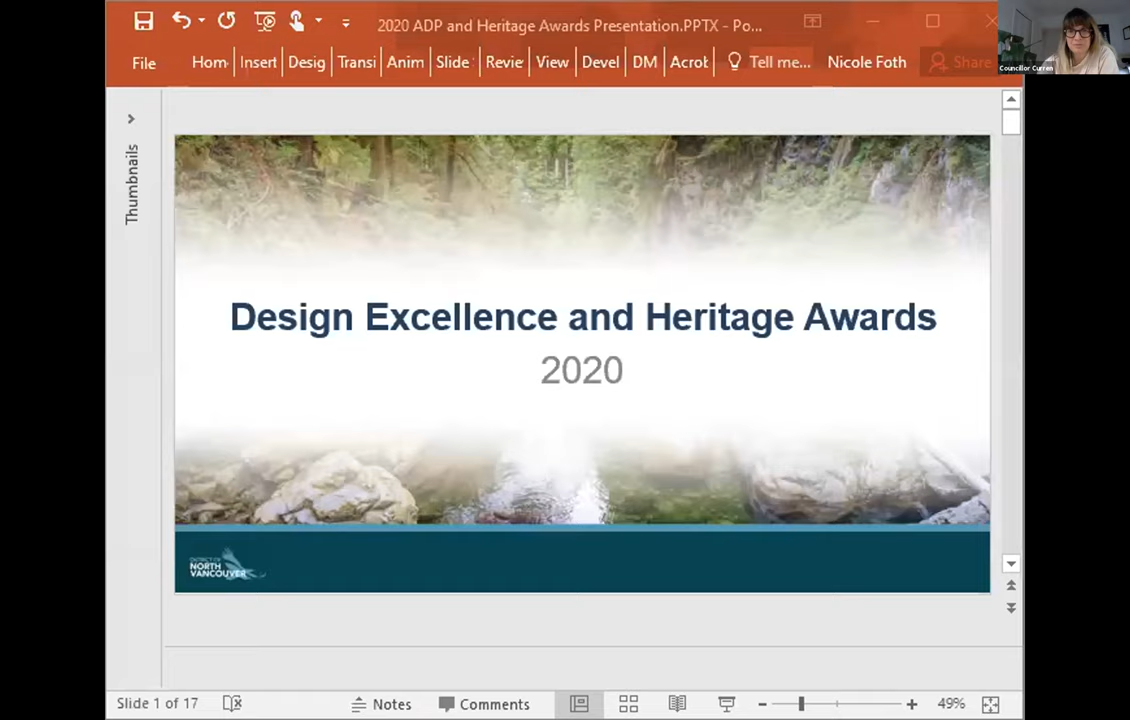 2020 ADP and Heritage Awards Presentation.PPTX - Po...
File Hom Insert Desig Transi Anim Slide Revie View Devel DM Acrot Tell me... Nicole Foth Share
Councillor Curren
Thumbnails
Design Excellence and Heritage Awards
2020
DISTRICT OF
NORTH
VANCOUVER
Slide 1 of 17 Notes Comments 49%